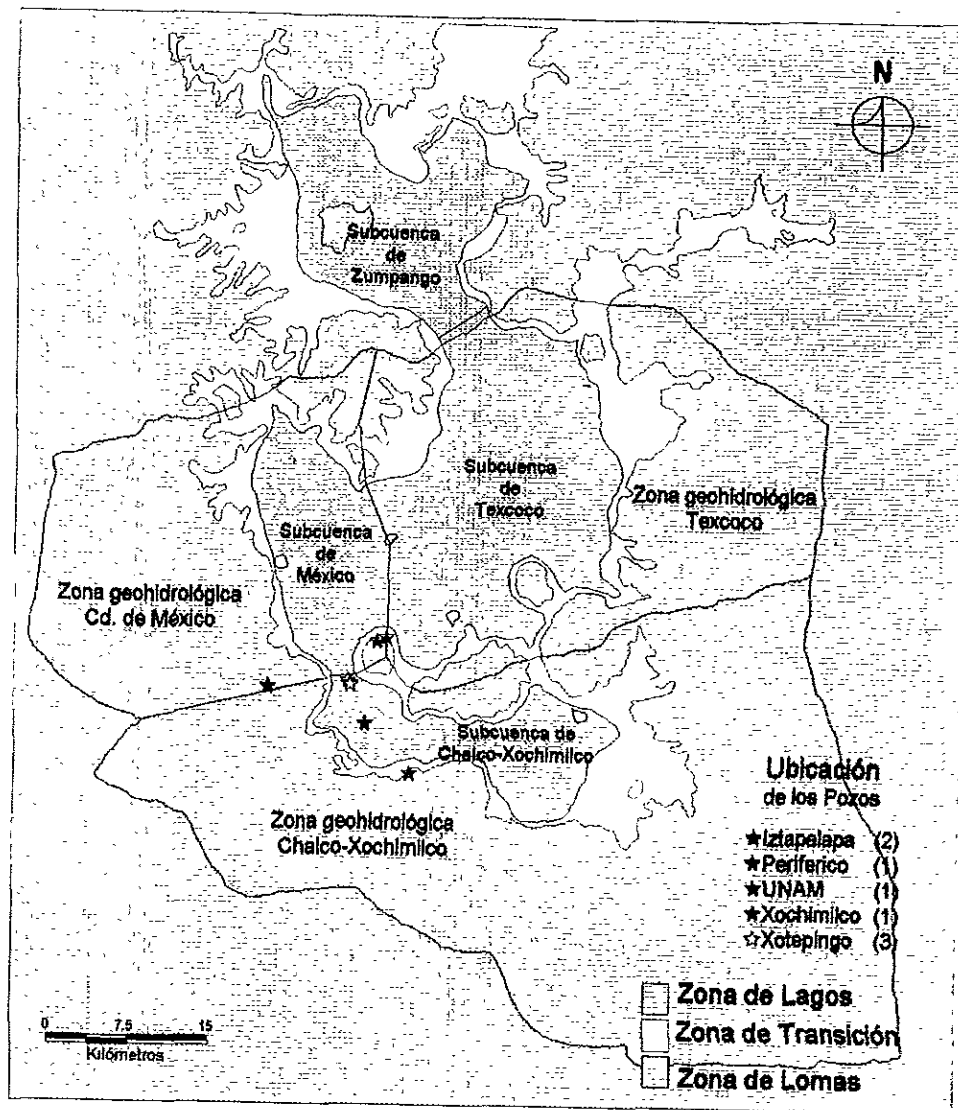 N
Subcuenca
de
Zumpango
Subcuenca
de
Texcoco
Zona geohidrológica
Texcoco
Subcuenca
de
México
Zona geohidrológica
Cd. de México
Subcuenca de
Chalco-Xochimilco
Zona geohidrológica
Chalco-Xochimilco
Ubicación
de los Pozos
★Iztapalapa (2)
★Periferico (1)
★UNAM (1)
★Xochimilco (1)
☆Xotepingo (3)
Zona de Lagos
Zona de Transición
Zona de Lomas
0 7.5 15
Kilómetros